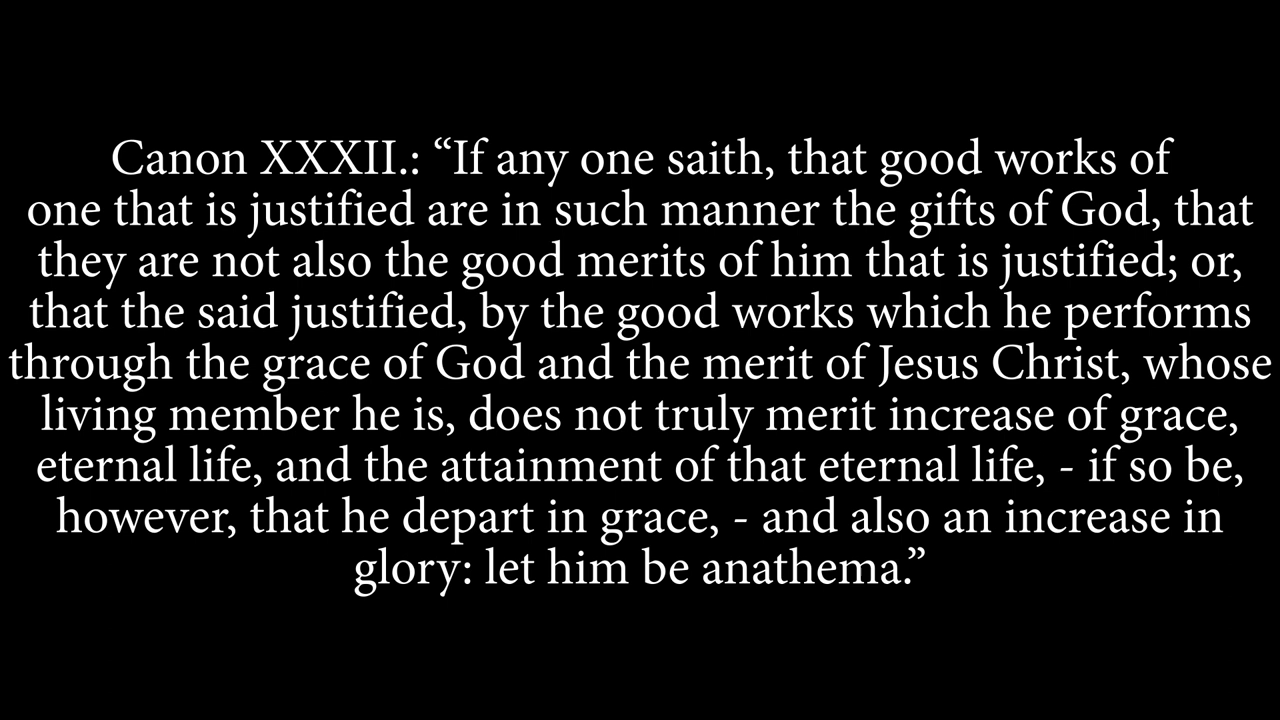 Canon XXXII.: “If any one saith, that good works of
one that is justified are in such manner the gifts of God, that
they are not also the good merits of him that is justified; or,
that the said justified, by the good works which he performs
through the grace of God and the merit of Jesus Christ, whose
living member he is, does not truly merit increase of grace,
eternal life, and the attainment of that eternal life, - if so be,
however, that he depart in grace, - and also an increase in
glory: let him be anathema.”